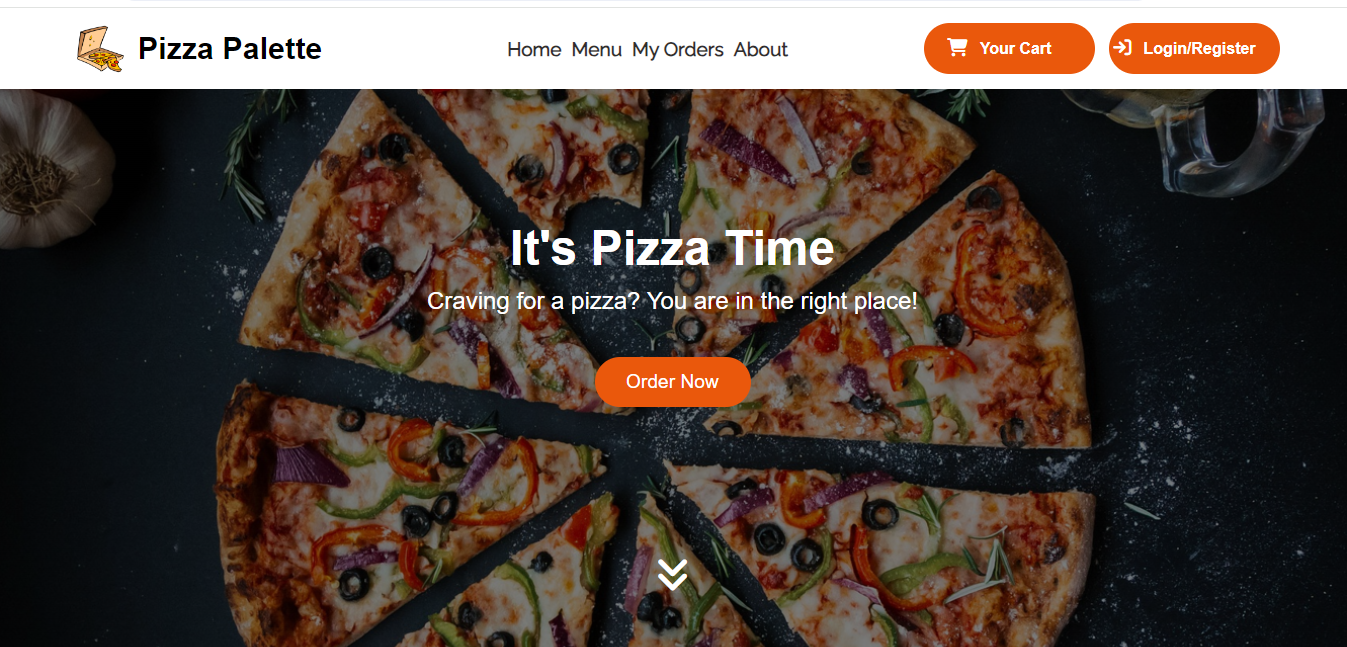 Pizza Palette
Home Menu My Orders About
Your Cart
Login/Register
It's Pizza Time
Craving for a pizza? You are in the right place!
Order Now